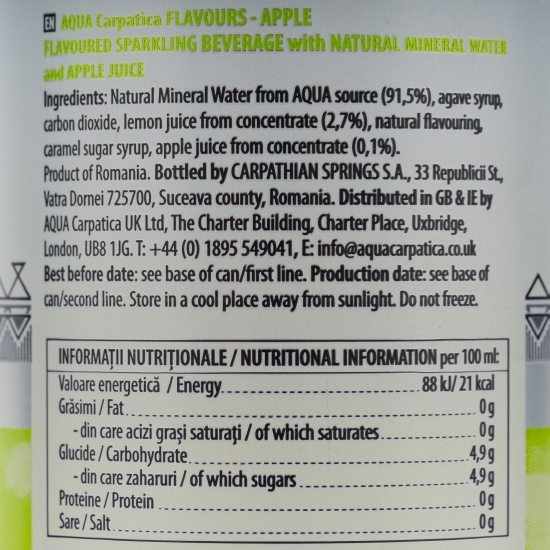 EN AQUA Carpatica FLAVOURS - APPLE
FLAVOURED SPARKLING BEVERAGE with NATURAL MINERAL WATER
and APPLE JUICE
Ingredients: Natural Mineral Water from AQUA source (91,5%), agave syrup,
carbon dioxide, lemon juice from concentrate (2,7%), natural flavouring,
caramel sugar syrup, apple juice from concentrate (0,1%).
Product of Romania. Bottled by CARPATHIAN SPRINGS S.A., 33 Republicii St.,
Vatra Dornei 725700, Suceava county, Romania. Distributed in GB & IE by
AQUA Carpatica UK Ltd, The Charter Building, Charter Place, Uxbridge,
London, UB8 1JG. T: +44 (0) 1895 549041, E: info@aquacarpatica.co.uk
Best before date: see base of can/first line. Production date: see base of
can/second line. Store in a cool place away from sunlight. Do not freeze.
INFORMAȚII NUTRIȚIONALE / NUTRITIONAL INFORMATION per 100 ml:
Valoare energetică / Energy 88 kJ/ 21 kcal
Grăsimi / Fat 0 g
- din care acizi grași saturați / of which saturates 0 g
Glucide / Carbohydrate 4,9 g
- din care zaharuri / of which sugars 4,9 g
Proteine / Protein 0 g
Sare / Salt 0 g